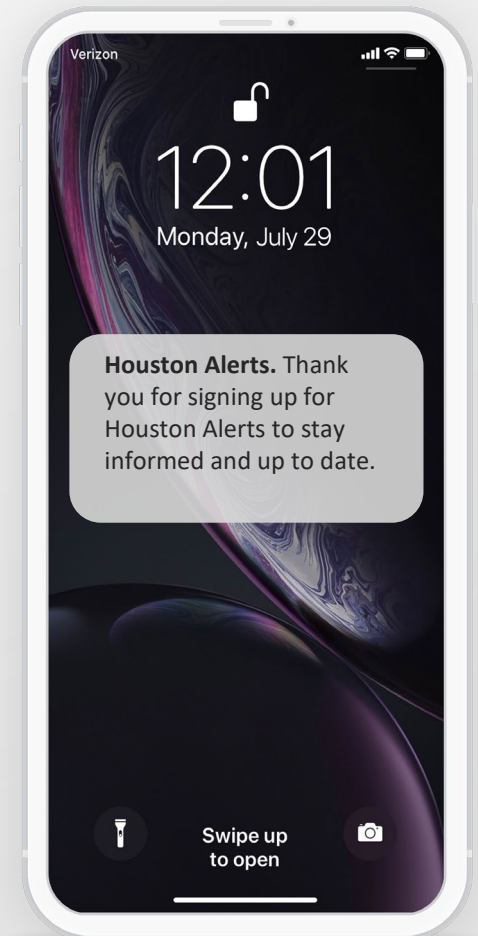 Verizon
12:01
Monday, July 29
Houston Alerts. Thank
you for signing up for
Houston Alerts to stay
informed and up to date.
Swipe up
to open